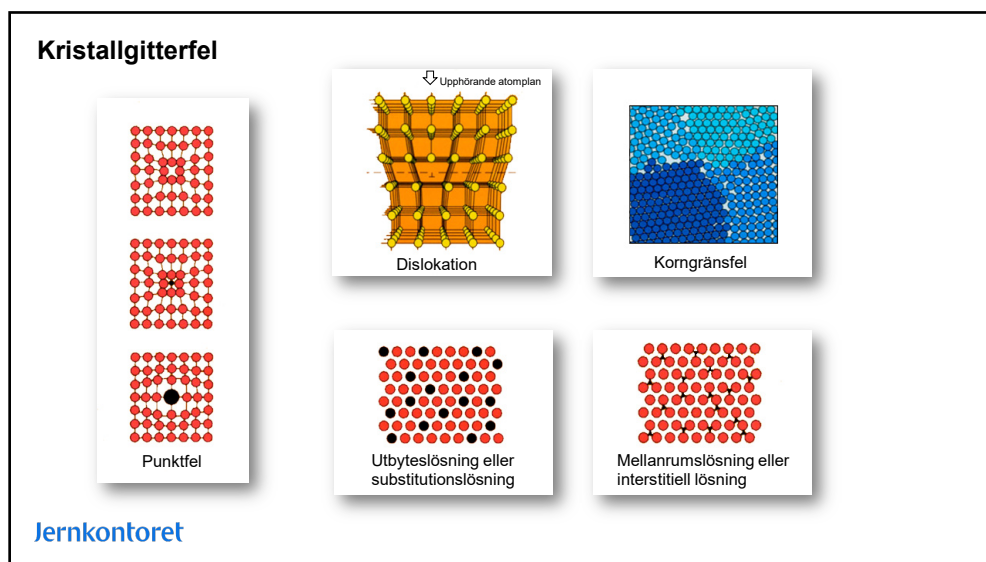 Kristallgitterfel
Upphörande atomplan
Dislokation
Korngränsfel
Punktfel
Utbyteslösning eller
substitutionslösning
Mellanrumslösning eller
interstitiell lösning
Jernkontoret